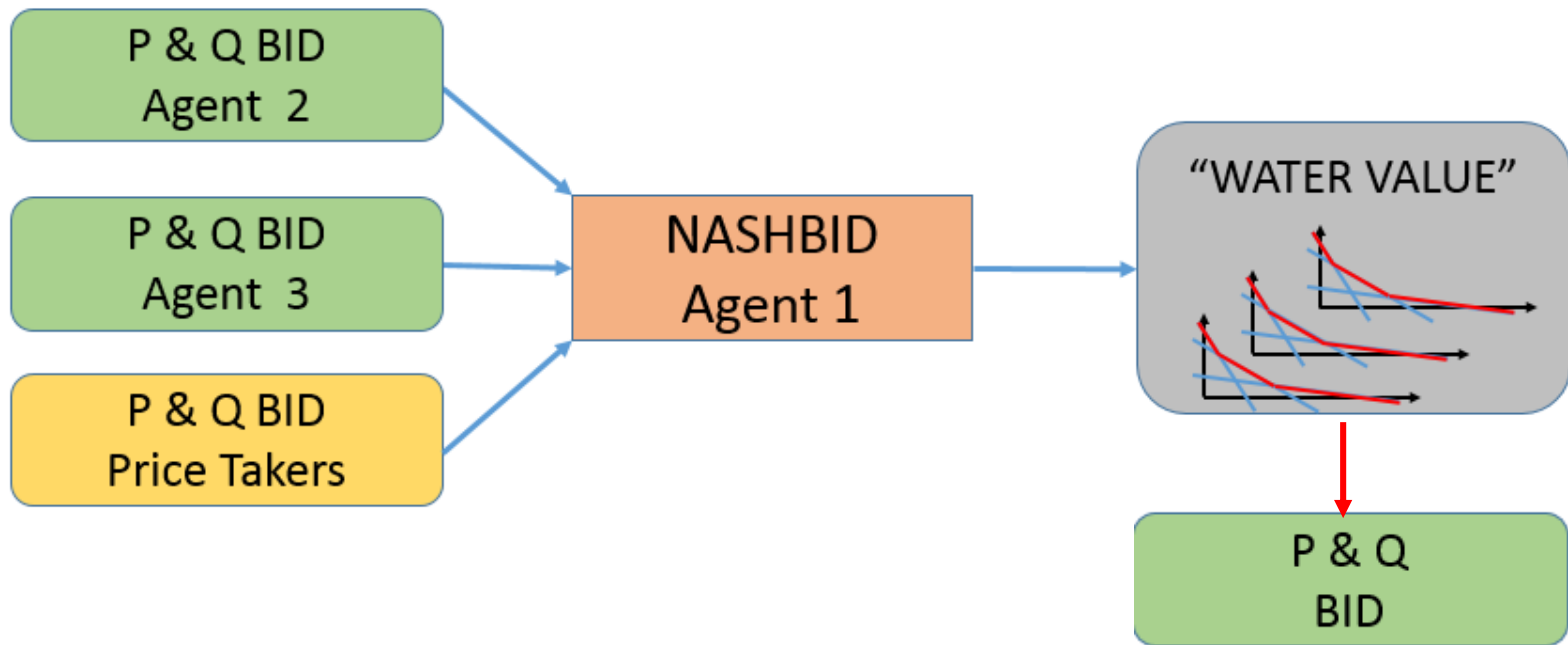 P & Q BID
Agent 2
P & Q BID
Agent 3
P & Q BID
Price Takers
NASHBID
Agent 1
“WATER VALUE”
P & Q
BID